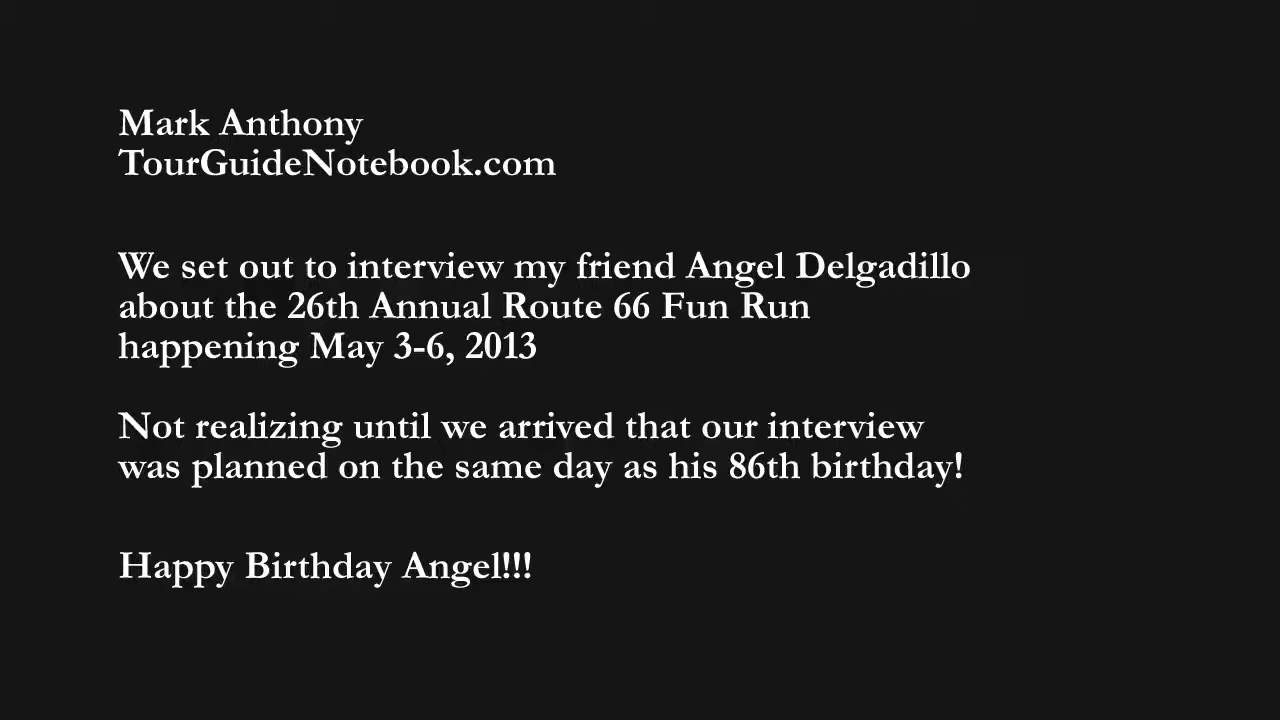 Mark Anthony
TourGuideNotebook.com
We set out to interview my friend Angel Delgadillo
about the 26th Annual Route 66 Fun Run
happening May 3-6, 2013
Not realizing until we arrived that our interview
was planned on the same day as his 86th birthday!
Happy Birthday Angel!!!